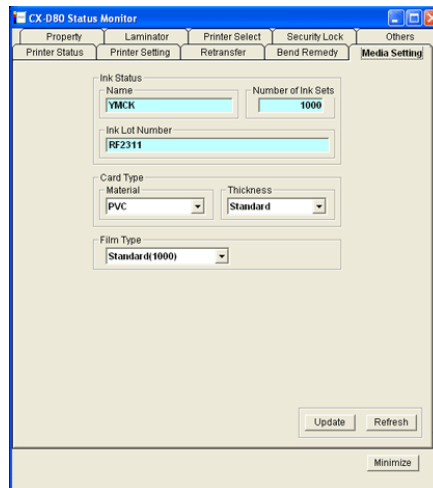 CX-D80 Status Monitor
Property Laminator Printer Select Security Lock Others
Printer Status Printer Setting Retransfer Bend Remedy Media Setting
Ink Status
Name Number of Ink Sets
YMCK 1000
Ink Lot Number
RF2311
Card Type
Material Thickness
PVC Standard
Film Type
Standard(1000)
Update Refresh
Minimize